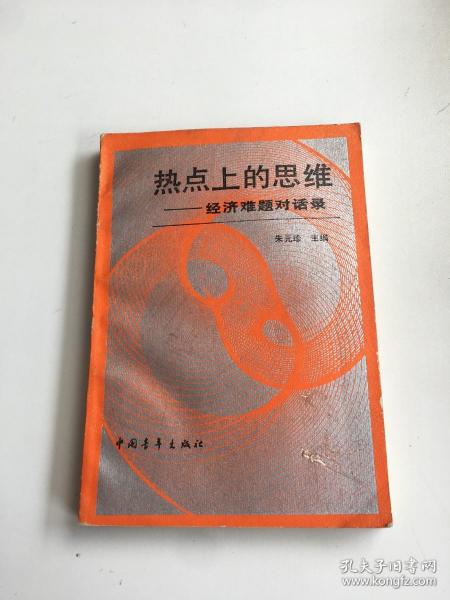 热点上的思维
——经济难题对话录
朱元珍 主编
中国青年出版社
孔夫子旧书网
www.kongfz.com